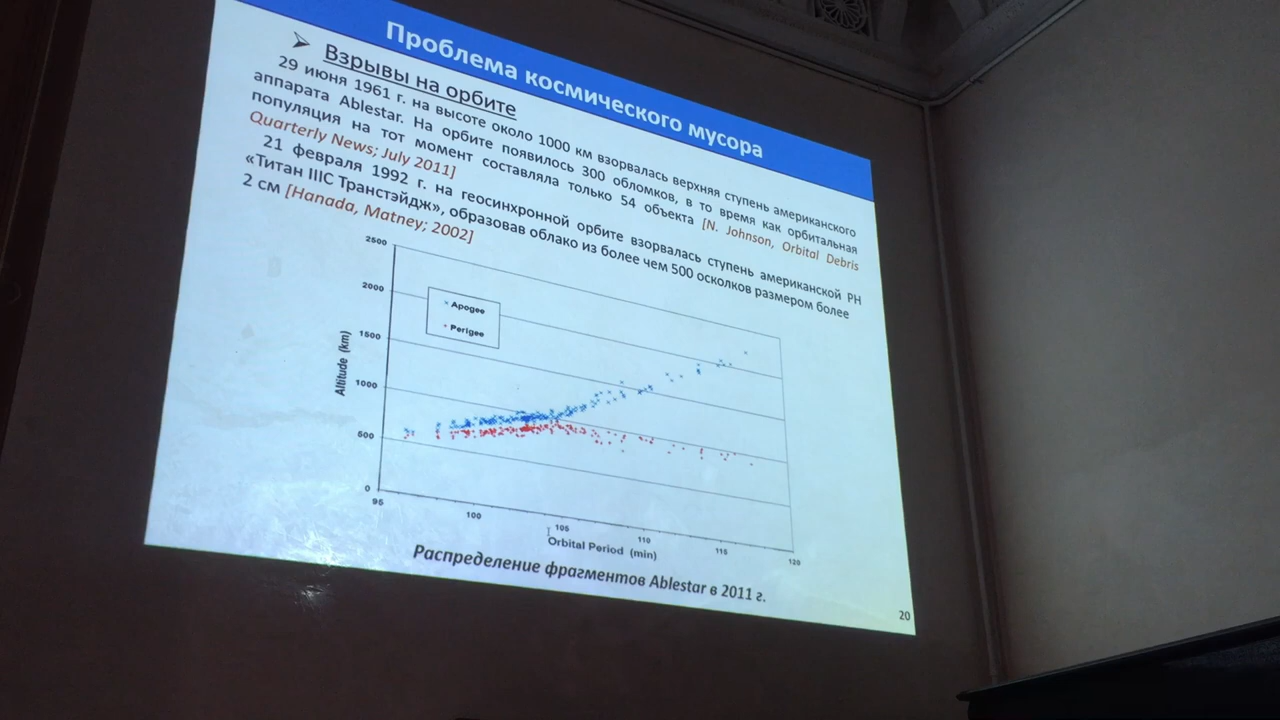 Проблема космического мусора
Взрывы на орбите
29 июня 1961 г. на высоте около 1000 км взорвалась верхняя ступень американского
аппарата Ablestar. На орбите появилось 300 обломков, в то время как орбитальная
популяция на тот момент составляла только 54 объекта [N. Johnson, Orbital Debris
Quarterly News; July 2011]
21 февраля 1992 г. на геосинхронной орбите взорвалась ступень американской РН
«Титан IIIC Транстэйдж», образовав облако из более чем 500 осколков размером более
2 см [Hanada, Matney; 2002]
2500
2000
1500
1000
500
0
Altitude (km)
Apogee
Perigee
95
100
105
110
115
120
Orbital Period (min)
Распределение фрагментов Ablestar в 2011 г.
20